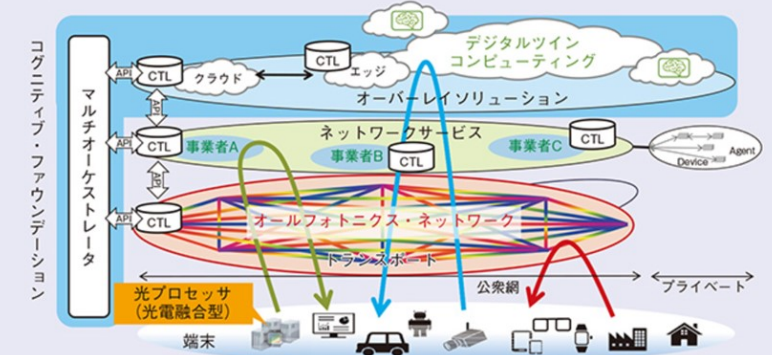 コグニティブ・ファウンデーション
マルチオーケストレータ
API
CTL
クラウド
CTL
エッジ
デジタルツイン
コンピューティング
オーバーレイソリューション
API
ネットワークサービス
API
CTL
事業者A
事業者B
CTL
事業者C
CTL
Device
Agent
API
API
CTL
オールフォトニクス・ネットワーク
トランスポート
公衆網
プライベート
光プロセッサ
(光電融合型)
端末